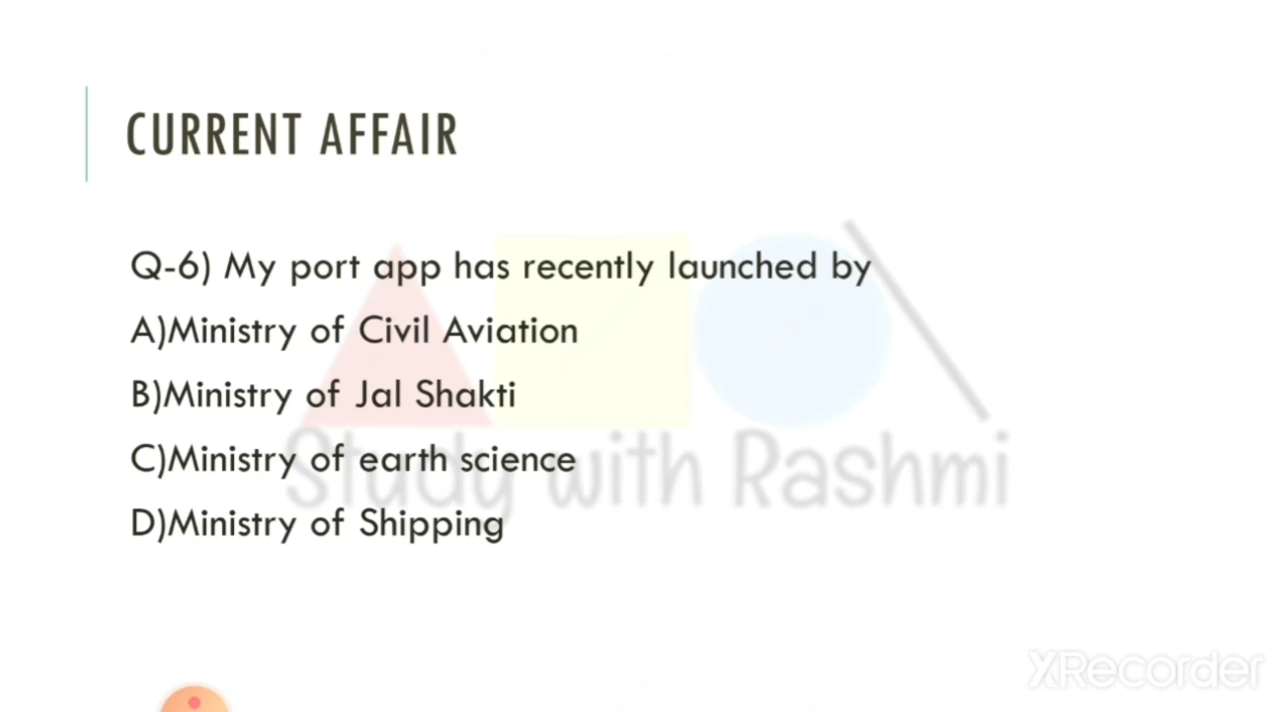 CURRENT AFFAIR
Q-6) My port app has recently launched by
A)Ministry of Civil Aviation
B)Ministry of Jal Shakti
C)Ministry of earth science
Study with Rashmi
D)Ministry of Shipping
XRecorder